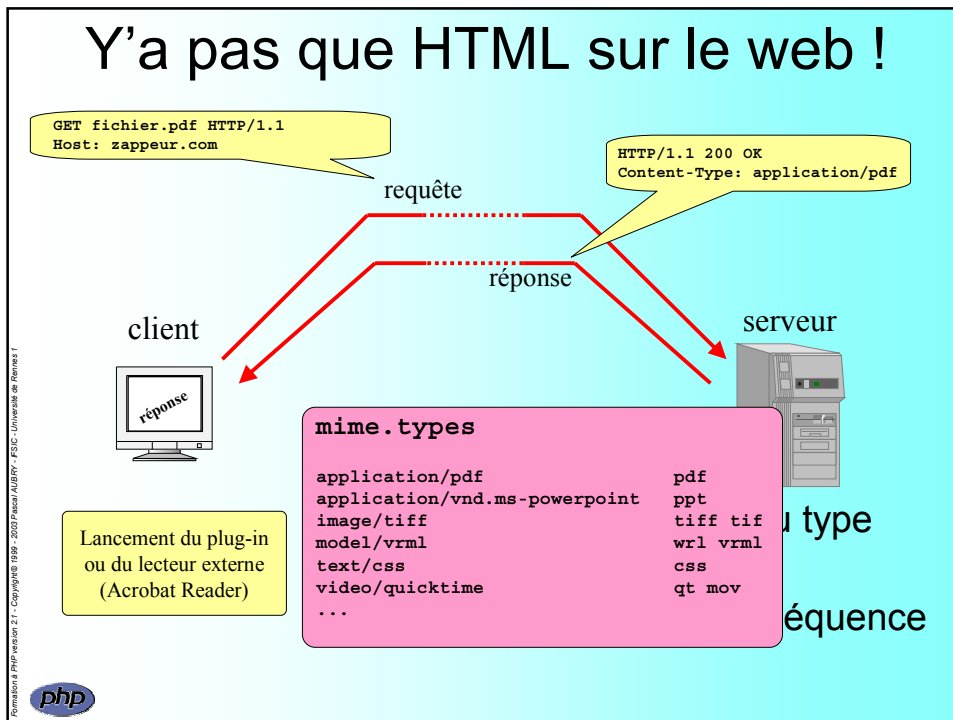 Y'a pas que HTML sur le web !
GET fichier.pdf HTTP/1.1
Host: zappeur.com
HTTP/1.1 200 OK
Content-Type: application/pdf
requête
réponse
client
serveur
réponse
mime.types
application/pdf pdf
application/vnd.ms-powerpoint ppt
image/tiff tiff tif
model/vrml wrl vrml
text/css css
video/quicktime qt mov
...
Lancement du plug-in
ou du lecteur externe
(Acrobat Reader)
type
équence
Formation à PHP version 2.1 - Copyright © 1999 - 2003 Pascal AUBRY - IFSIC - Université de Rennes 1
php